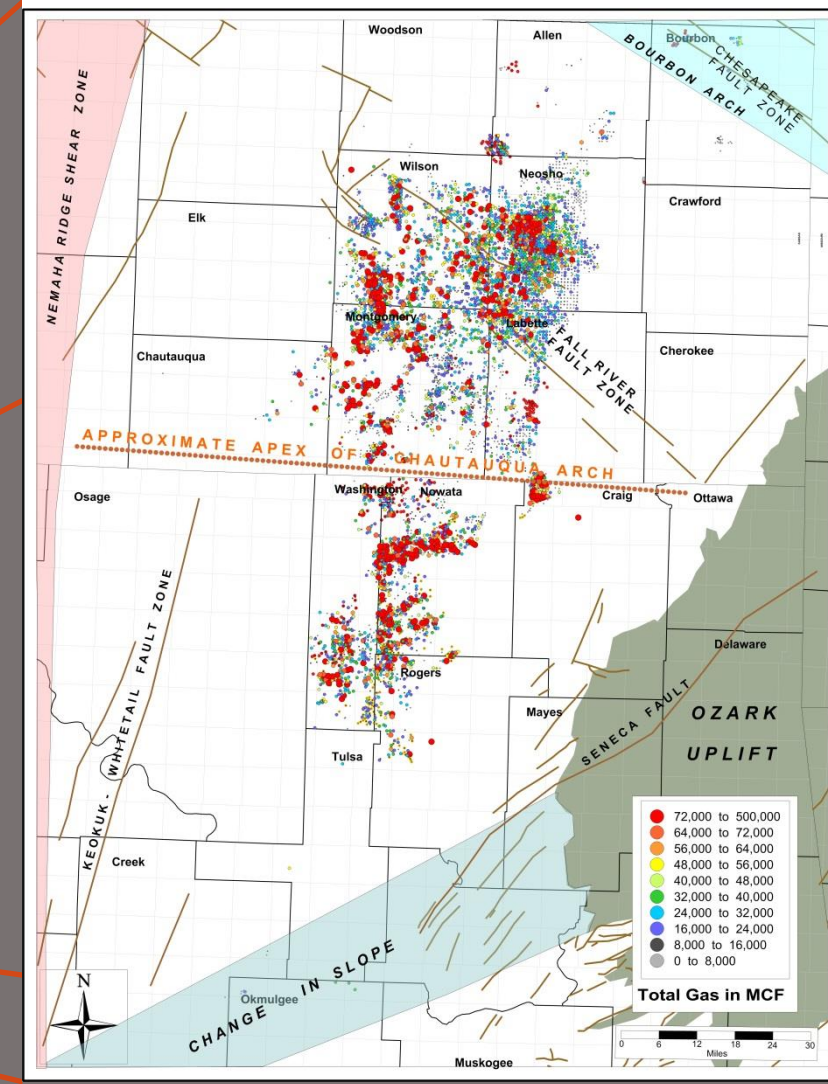 Woodson
Allen
Bourbon
BOURBON ARCH
CHESAPEAKE
FAULT ZONE
NEMAHA RIDGE SHEAR ZONE
Wilson
Neosho
Crawford
Elk
Montgomery
Labette
FALL RIVER
FAULT ZONE
Cherokee
Chautauqua
APPROXIMATE APEX OF CHAUTAUQUA ARCH
Osage
Washington
Nowata
Craig
Ottawa
KEOKUK - WHITETAIL FAULT ZONE
Delaware
Rogers
Mayes
SENECA FAULT
OZARK
UPLIFT
Tulsa
Creek
72,000 to 500,000
64,000 to 72,000
56,000 to 64,000
48,000 to 56,000
40,000 to 48,000
32,000 to 40,000
24,000 to 32,000
16,000 to 24,000
8,000 to 16,000
0 to 8,000
Total Gas in MCF
N
Okmulgee
CHANGE IN SLOPE
0 6 12 18 24 30
Miles
Muskogee